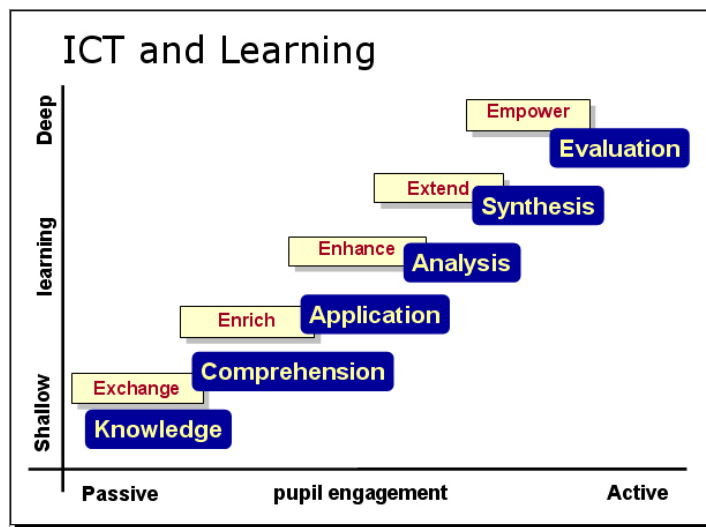 ICT and Learning
Deep
learning
Shallow
Empower
Evaluation
Extend
Synthesis
Enhance
Analysis
Enrich
Application
Comprehension
Exchange
Knowledge
Passive
pupil engagement
Active